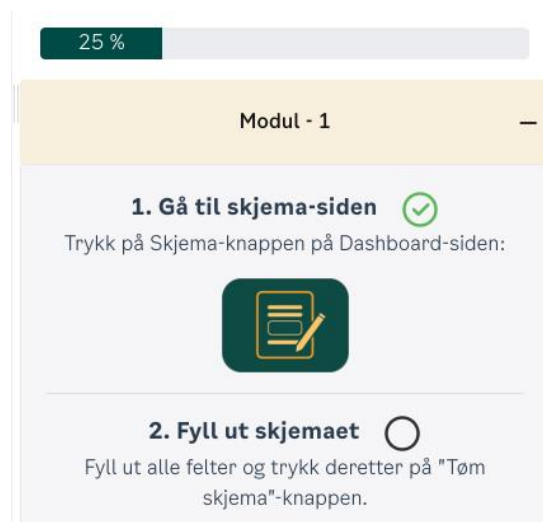 25 %
Modul - 1
1. Gå til skjema-siden
Trykk på Skjema-knappen på Dashboard-siden:
2. Fyll ut skjemaet
Fyll ut alle felter og trykk deretter på "Tøm
skjema"-knappen.